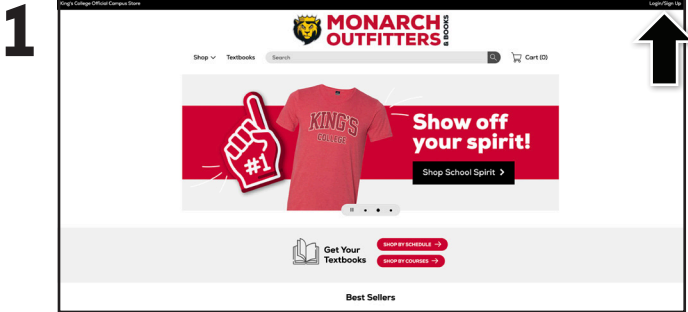 1
King's College Official Campus Store
Login/Sign Up
MONARCH
OUTFITTERS
& BOOKS
Shop
Textbooks
Search
Cart (0)
#1
KING'S
COLLEGE
Show off
your spirit!
Shop School Spirit
Get Your
Textbooks
SHOP BY SCHEDULE
SHOP BY COURSES
Best Sellers